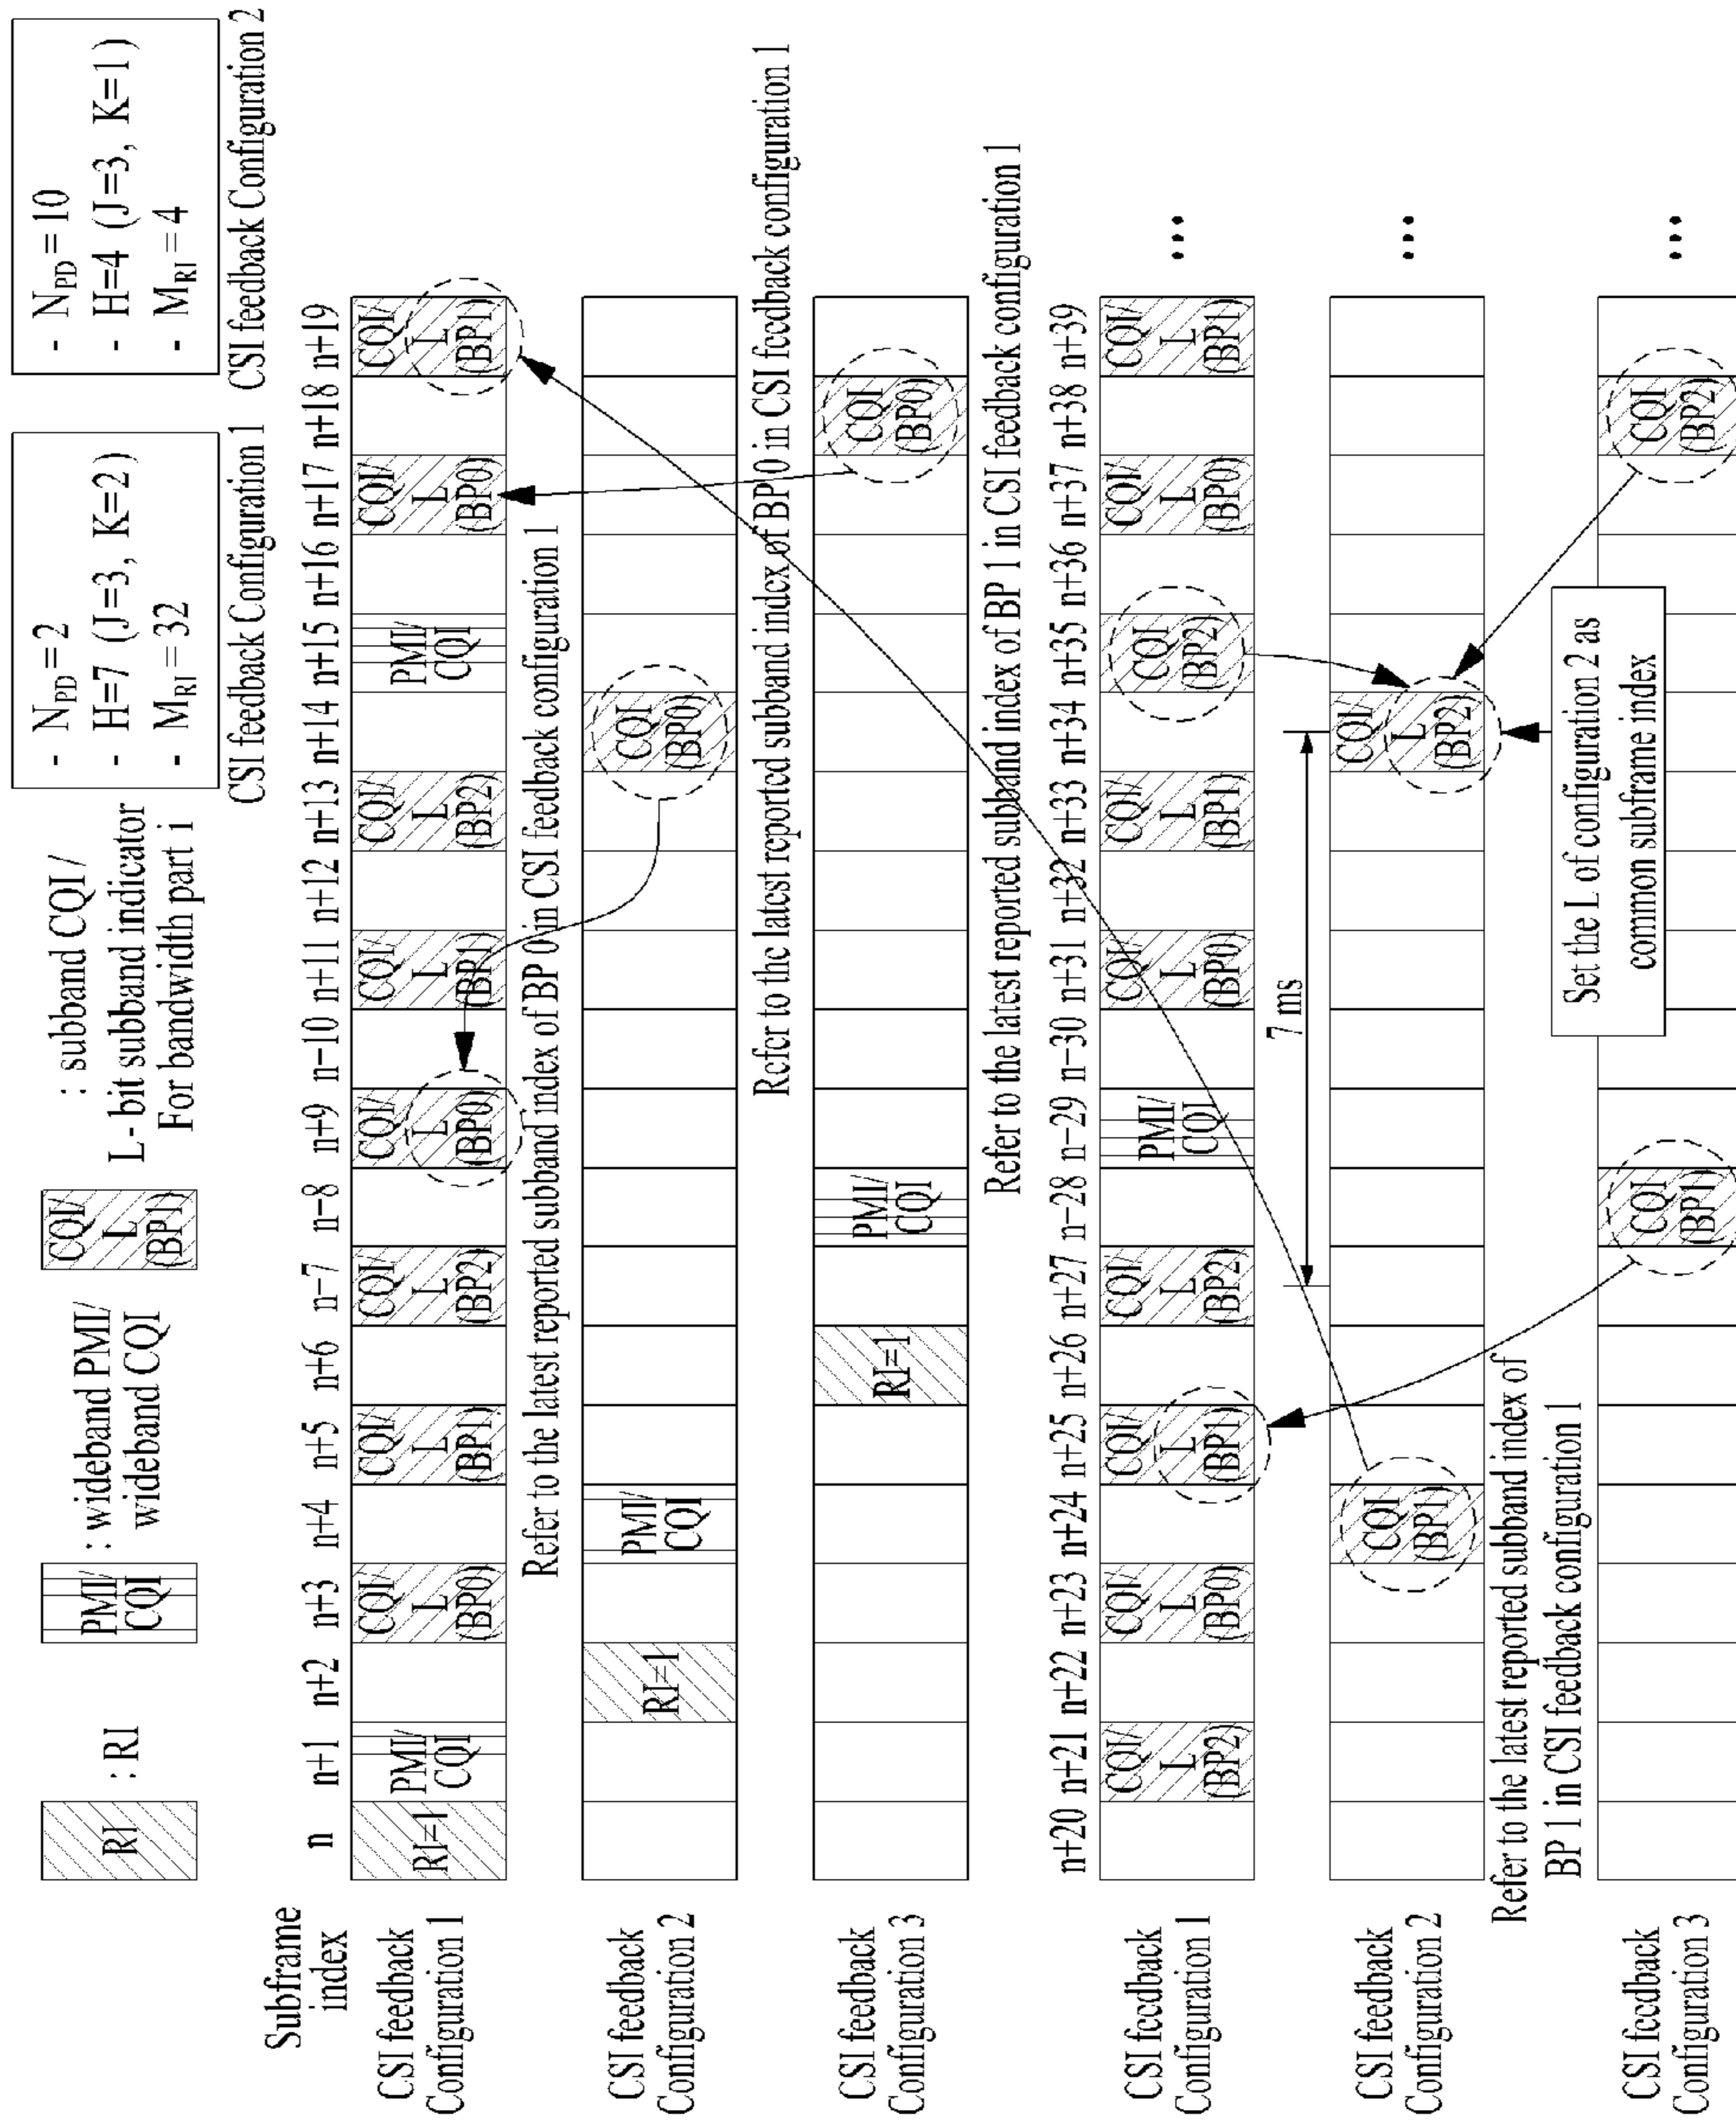 RI
: RI
PMI/
CQI
: wideband PMI/
wideband CQI
CQI/
L
(BP1)
: subband CQI /
L- bit subband indicator
For bandwidth part i
- NPD=2
- H=7 (J=3, K=2)
- MRI=32
CSI feedback Configuration 1
- NPD=10
- H=4 (J=3, K=1)
- MRI=4
CSI feedback Configuration 2
Subframe
index
n n+1 n+2 n+3 n+4 n+5 n+6 n−7 n−8 n+9 n−10 n+11 n+12 n+13 n+14 n+15 n+16 n+17 n+18 n+19
CSI feedback
Configuration 1
RI=1
PMI/
CQI
CQI/
L
(BP0)
CQI/
L
(BP1)
CQI/
L
(BP2)
CQI/
L
(BP0)
CQI/
L
(BP1)
CQI/
L
(BP2)
PMI/
CQI
CQI/
L
(BP0)
CQI/
L
(BP1)
Refer to the latest reported subband index of BP 0 in CSI feedback configuration 1
CSI feedback
Configuration 2
RI=1
PMI/
CQI
CQI
(BP0)
Refer to the latest reported subband index of BP 0 in CSI feedback configuration 1
CSI feedback
Configuration 3
RI=1
PMI/
CQI
CQI
(BP0)
Refer to the latest reported subband index of BP 1 in CSI feedback configuration 1
n+20 n+21 n+22 n+23 n+24 n+25 n+26 n+27 n−28 n−29 n−30 n+31 n+32 n+33 n+34 n+35 n+36 n+37 n+38 n+39
CSI feedback
Configuration 1
CQI/
L
(BP2)
CQI/
L
(BP0)
CQI/
L
(BP1)
CQI/
L
(BP2)
PMI/
CQI
CQI/
L
(BP0)
CQI/
L
(BP1)
CQI
(BP2)
CQI/
L
(BP0)
CQI/
L
(BP1)
...
7 ms
CSI feedback
Configuration 2
CQI
(BP1)
CQI/
L
(BP2)
...
Refer to the latest reported subband index of
BP 1 in CSI feedback configuration 1
Set the L of configuration 2 as
common subframe index
CSI feedback
Configuration 3
CQI
(BP1)
CQI
(BP2)
...